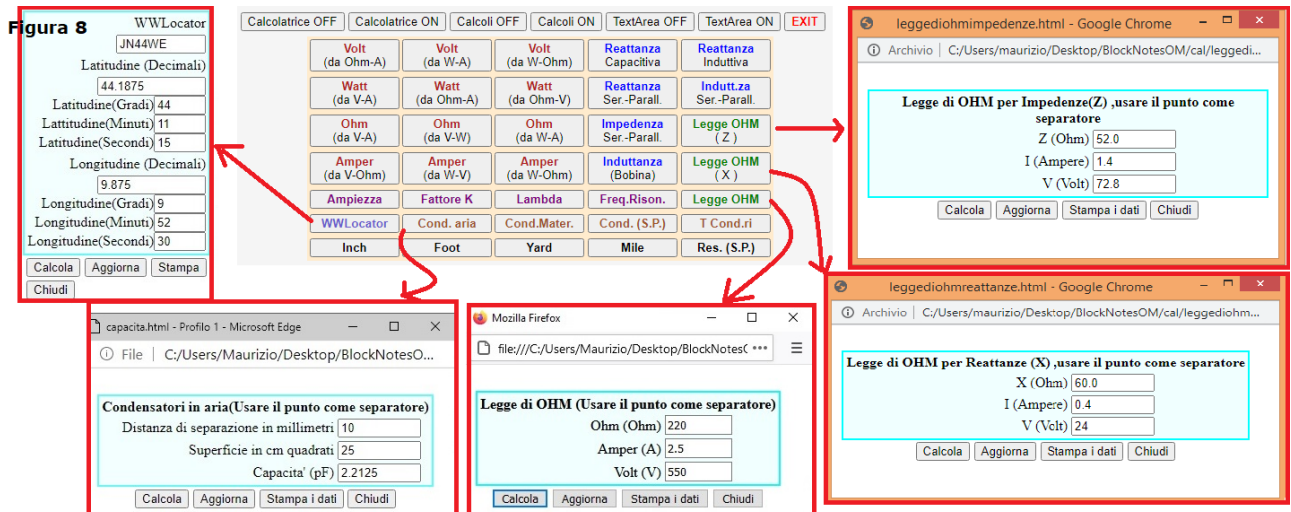 Figura 8
WWLocator
JN44WE
Latitudine (Decimali)
44.1875
Latitudine(Gradi) 44
Lattitudine(Minuti) 11
Latitudine(Secondi) 15
Longitudine (Decimali)
9.875
Longitudine(Gradi) 9
Longitudine(Minuti) 52
Longitudine(Secondi) 30
Calcola Aggiorna Stampa
Chiudi
Calcolatrice OFF Calcolatrice ON Calcoli OFF Calcoli ON TextArea OFF TextArea ON EXIT
Volt Volt Volt Reattanza Reattanza
(da Ohm-A) (da W-A) (da W-Ohm) Capacitiva Induttiva
Watt Watt Watt Reattanza Indutt.za
(da V-A) (da Ohm-A) (da Ohm-V) Ser.-Parall. Ser.-Parall.
Ohm Ohm Ohm Impedenza Legge OHM
(da V-A) (da V-W) (da W-A) Ser.-Parall. ( Z )
Amper Amper Amper Induttanza Legge OHM
(da V-Ohm) (da W-V) (da W-Ohm) (Bobina) ( X )
Ampiezza Fattore K Lambda Freq.Rison. Legge OHM
WWLocator Cond. aria Cond.Mater. Cond. (S.P.) T Cond.ri
Inch Foot Yard Mile Res. (S.P.)
leggediohmimpedenze.html - Google Chrome
Archivio | C:/Users/maurizio/Desktop/BlockNotesOM/cal/leggedi...
Legge di OHM per Impedenze(Z) ,usare il punto come
separatore
Z (Ohm) 52.0
I (Ampere) 1.4
V (Volt) 72.8
Calcola Aggiorna Stampa i dati Chiudi
leggediohmreattanze.html - Google Chrome
Archivio | C:/Users/maurizio/Desktop/BlockNotesOM/cal/leggediohm...
Legge di OHM per Reattanze (X) ,usare il punto come separatore
X (Ohm) 60.0
I (Ampere) 0.4
V (Volt) 24
Calcola Aggiorna Stampa i dati Chiudi
capacita.html - Profilo 1 - Microsoft Edge
File | C:/Users/Maurizio/Desktop/BlockNotesO...
Condensatori in aria(Usare il punto come separatore)
Distanza di separazione in millimetri 10
Superficie in cm quadrati 25
Capacita' (pF) 2.2125
Calcola Aggiorna Stampa i dati Chiudi
Mozilla Firefox
file:///C:/Users/Maurizio/Desktop/BlockNotes( •••
Legge di OHM (Usare il punto come separatore)
Ohm (Ohm) 220
Amper (A) 2.5
Volt (V) 550
Calcola Aggiorna Stampa i dati Chiudi